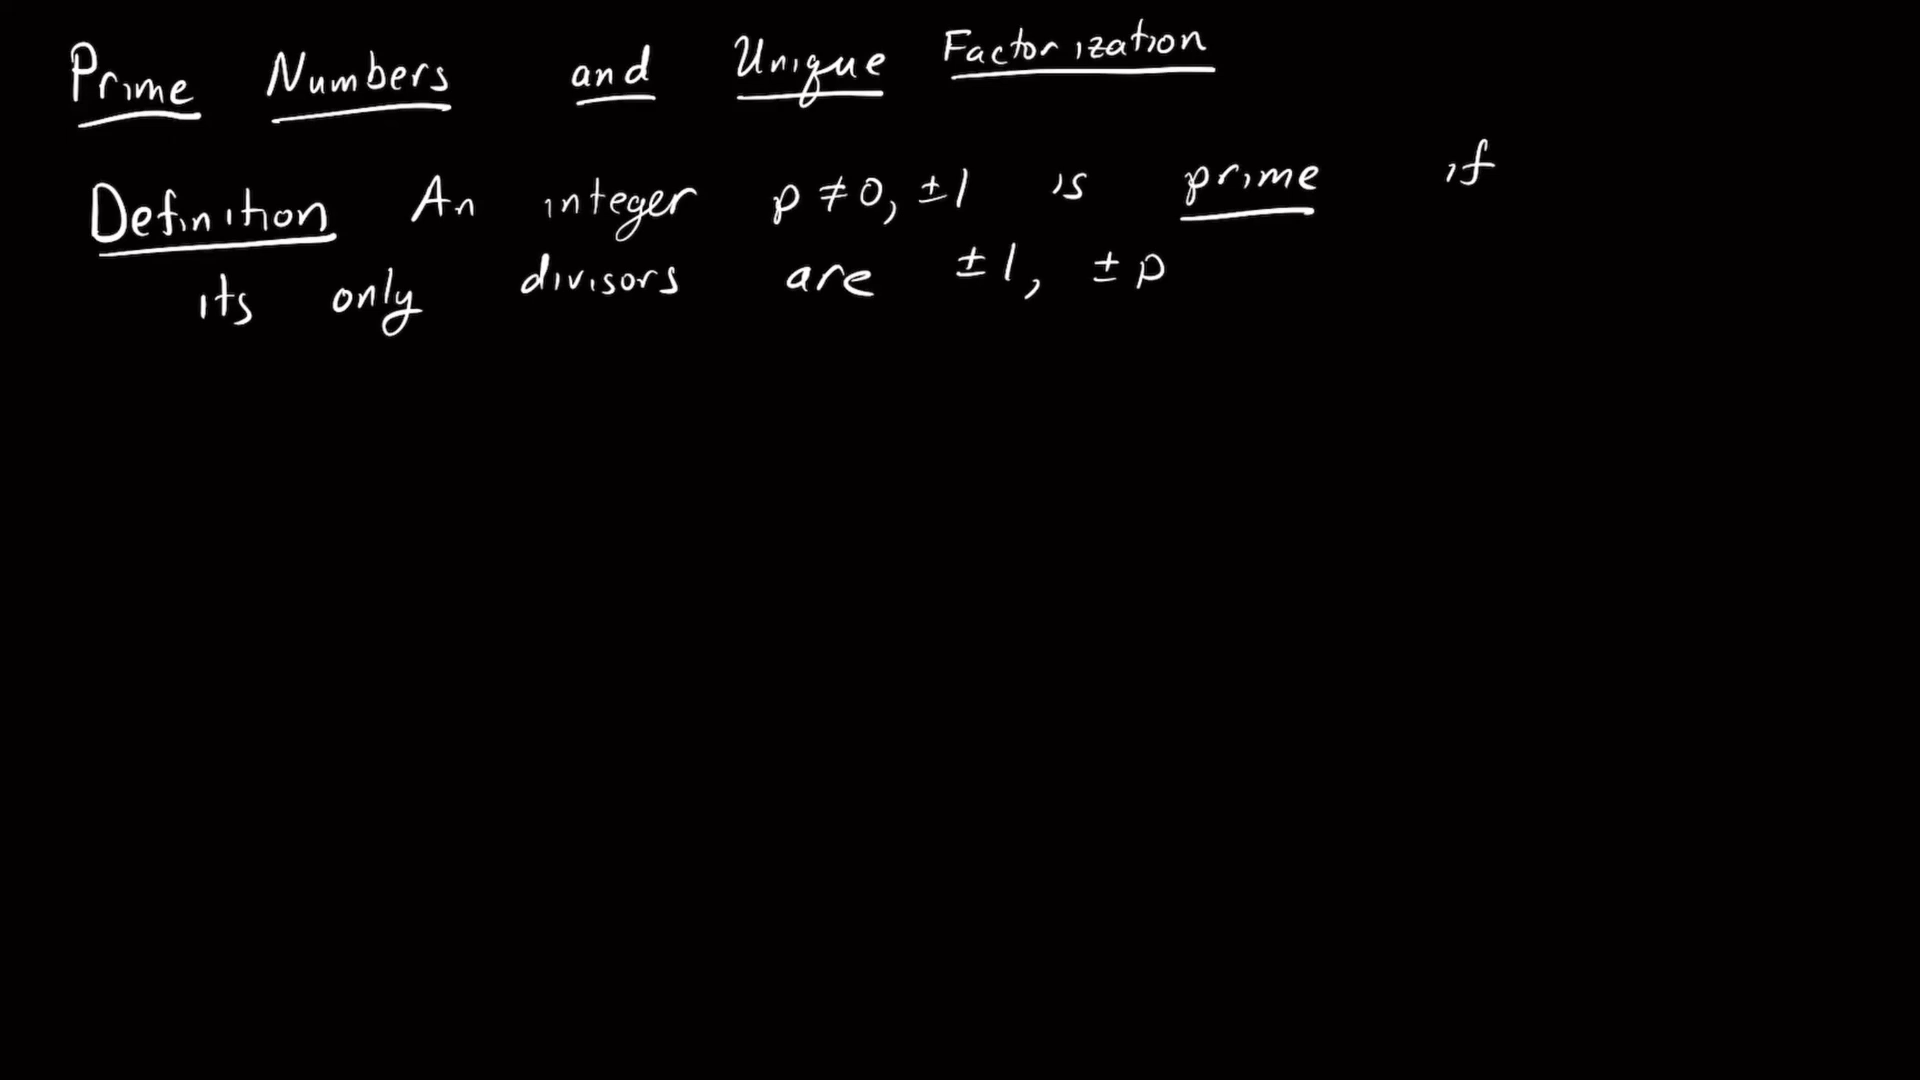 Prime Numbers and Unique Factorization
Definition An integer p ≠ 0, ±1 is prime if
its only divisors are ±1, ±p